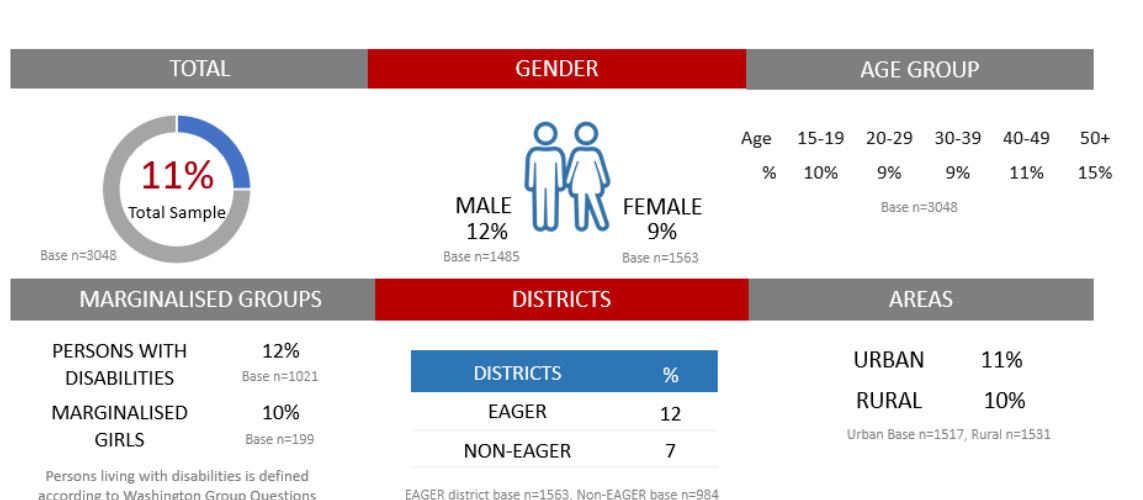 TOTAL
11%
Total Sample
Base n=3048
GENDER
MALE
12%
Base n=1485
FEMALE
9%
Base n=1563
AGE GROUP
Age 15-19 20-29 30-39 40-49 50+
% 10% 9% 9% 11% 15%
Base n=3048
MARGINALISED GROUPS
PERSONS WITH
DISABILITIES
12%
Base n=1021
MARGINALISED
GIRLS
10%
Base n=199
Persons living with disabilities is defined
according to Washington Group Questions
DISTRICTS
DISTRICTS %
EAGER 12
NON-EAGER 7
EAGER district base n=1563, Non-EAGER base n=984
AREAS
URBAN 11%
RURAL 10%
Urban Base n=1517, Rural n=1531